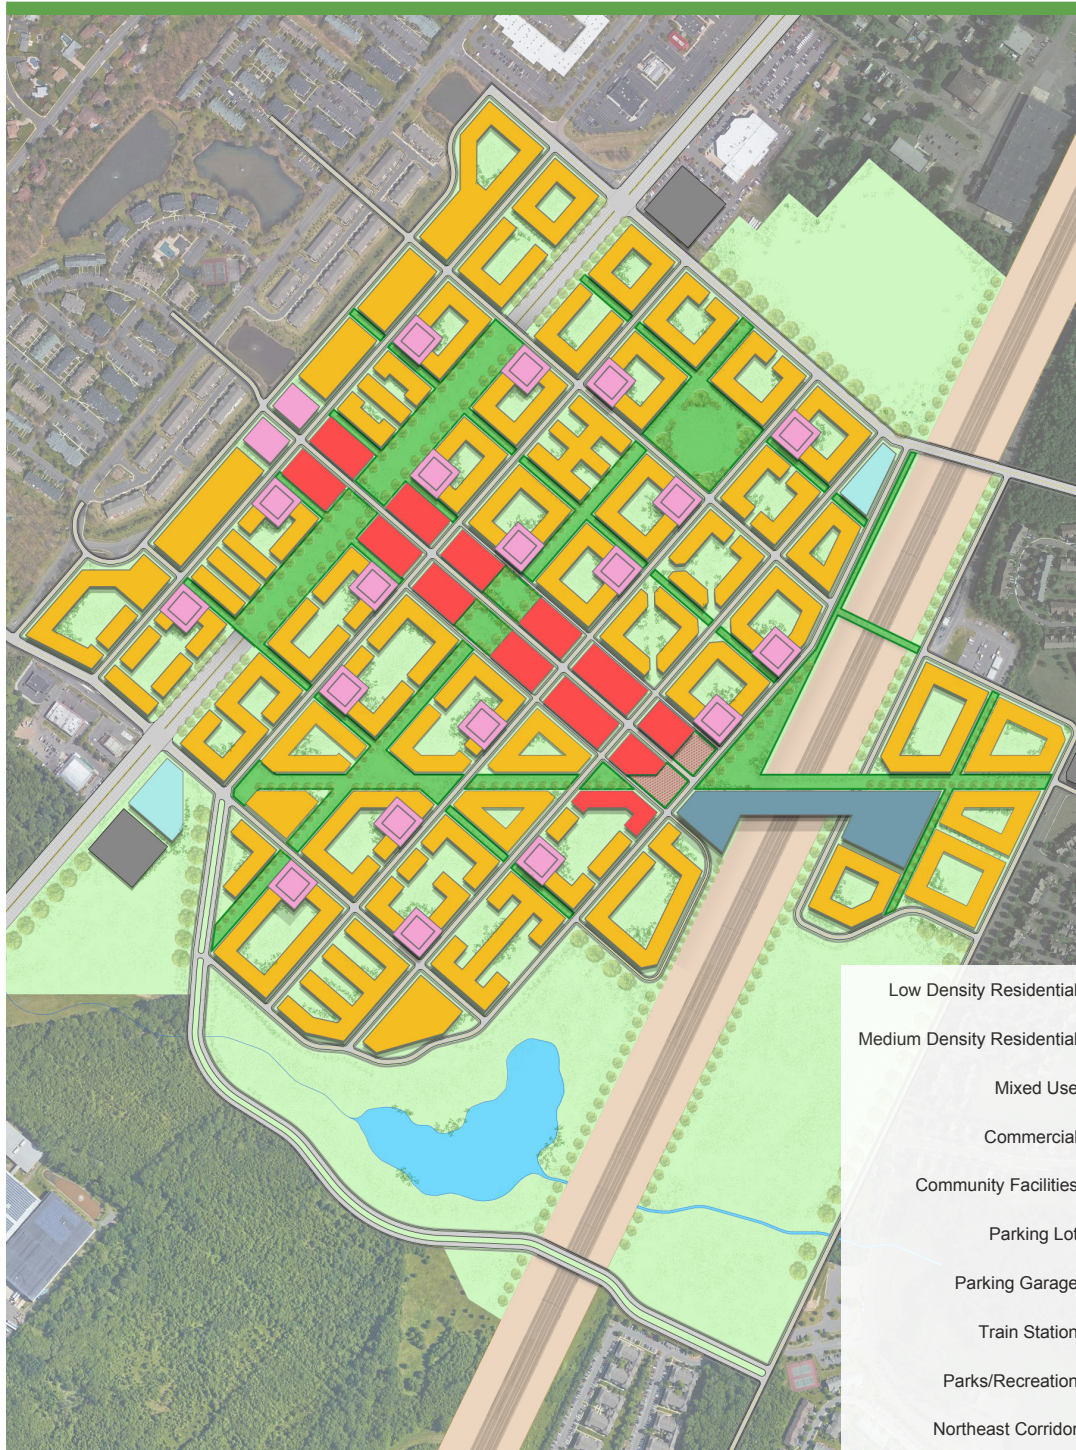 Low Density Residential
Medium Density Residential
Mixed Use
Commercial
Community Facilities
Parking Lot
Parking Garage
Train Station
Parks/Recreation
Northeast Corridor